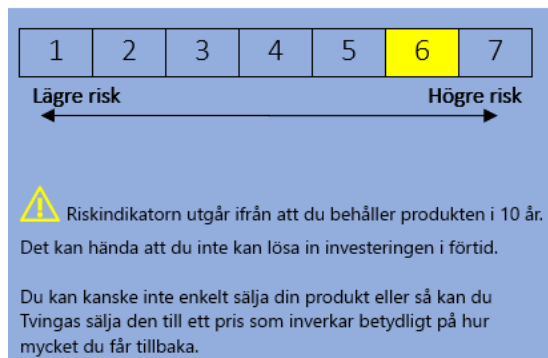 1 2 3 4 5 6 7
Lägre risk Högre risk
Riskindikatorn utgår ifrån att du behåller produkten i 10 år.
Det kan hända att du inte kan lösa in investeringen i förtid.
Du kan kanske inte enkelt sälja din produkt eller så kan du
Tvingas sälja den till ett pris som inverkar betydligt på hur
mycket du får tillbaka.